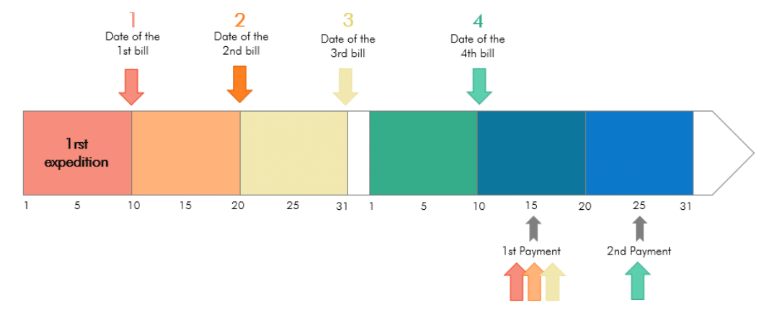 1
2
3
4
Date of the
1st bill
Date of the
2nd bill
Date of the
3rd bill
Date of the
4th bill
1rst
expedition
1 5 10 15 20 25 31 1 5 10 15 20 25 31
1st Payment
2nd Payment